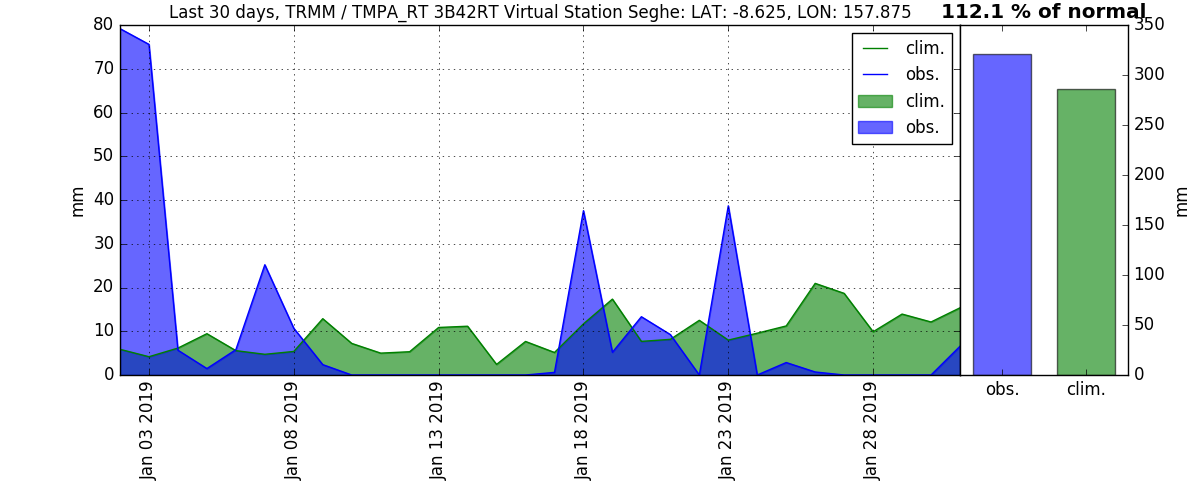 Last 30 days, TRMM / TMPA_RT 3B42RT Virtual Station Seghe: LAT: -8.625, LON: 157.875
112.1 % of normal
80
70
60
50
40
30
20
10
0
mm
clim.
obs.
clim.
obs.
350
300
250
200
150
100
50
0
mm
Jan 03 2019
Jan 08 2019
Jan 13 2019
Jan 18 2019
Jan 23 2019
Jan 28 2019
obs.
clim.